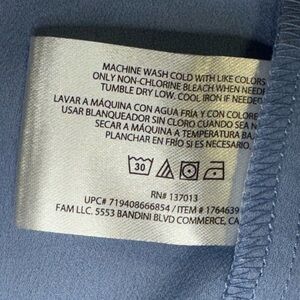 MACHINE WASH COLD WITH LIKE COLORS
ONLY NON-CHLORINE BLEACH WHEN NEEDED
TUMBLE DRY LOW. COOL IRON IF NEEDED
LAVAR A MÁQUINA CON AGUA FRÍA Y CON COLORE
USAR BLANQUEADOR SIN CLORO CUANDO SEA N
SECAR A MÁQUINA A TEMPERATURA BA
PLANCHAR EN FRÍO SI ES NECESARIO.
30
RN# 137013
UPC# 719408666854 / ITEM # 1764639
FAM LLC. 5553 BANDINI BLVD COMMERCE, CA